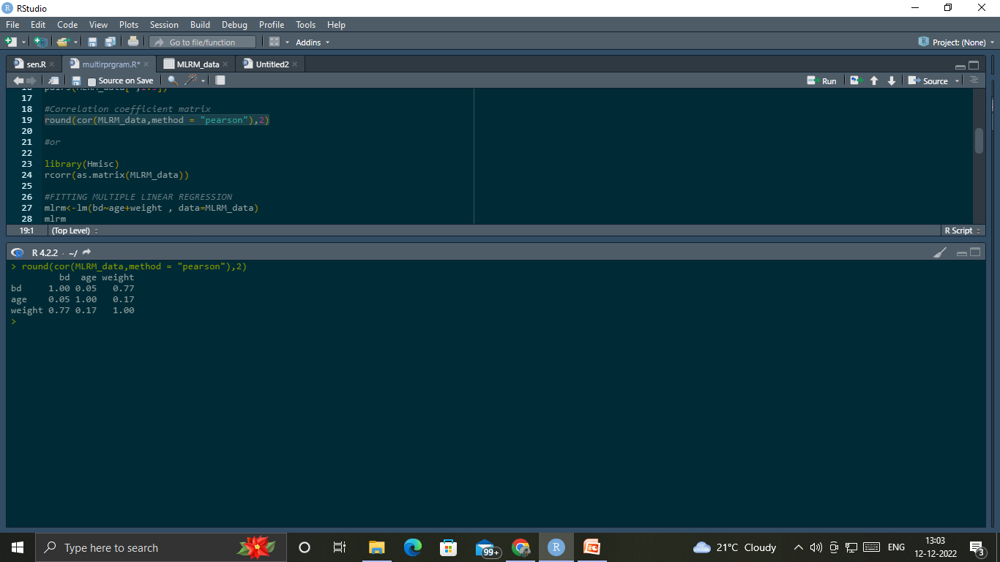 RStudio
File Edit Code View Plots Session Build Debug Profile Tools Help
Go to file/function Addins Project: (None)
sen.R multirprgram.R* MLRM_data Untitled2
Source on Save Run Source
17
18 #Correlation coefficient matrix
19 round(cor(MLRM_data,method = "pearson"),2)
20
21 #or
22
23 library(Hmisc)
24 rcorr(as.matrix(MLRM_data))
25
26 #FITTING MULTIPLE LINEAR REGRESSION
27 mlrm<-lm(bd~age+weight , data=MLRM_data)
28 mlrm
19:1 (Top Level) R Script
R 4.2.2 · ~/
> round(cor(MLRM_data,method = "pearson"),2)
bd age weight
bd 1.00 0.05 0.77
age 0.05 1.00 0.17
weight 0.77 0.17 1.00
>
Type here to search 99+ R 21°C Cloudy ENG 13:03
12-12-2022 3